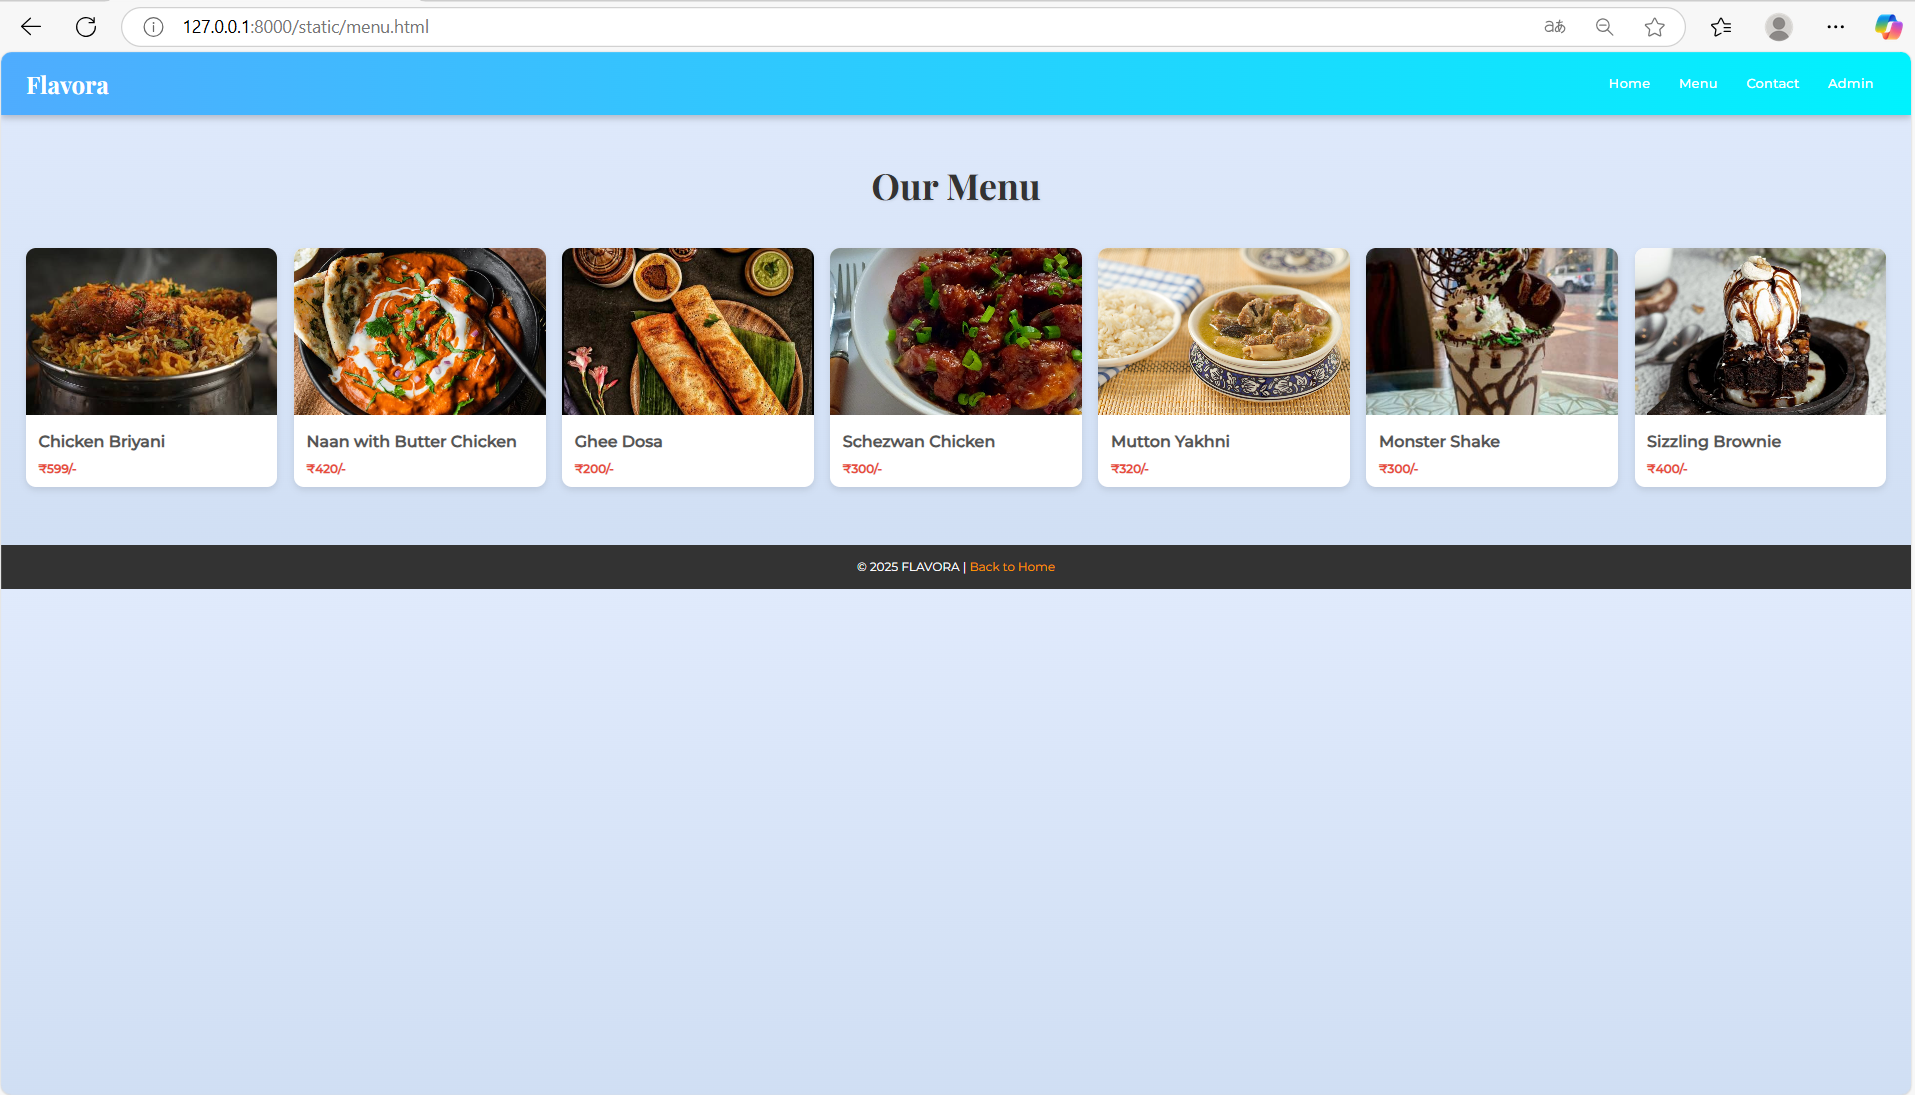 127.0.0.1:8000/static/menu.html
aあ
Flavora
Home Menu Contact Admin
Our Menu
Chicken Briyani
₹599/-
Naan with Butter Chicken
₹420/-
Ghee Dosa
₹200/-
Schezwan Chicken
₹300/-
Mutton Yakhni
₹320/-
Monster Shake
₹300/-
Sizzling Brownie
₹400/-
© 2025 FLAVORA | Back to Home